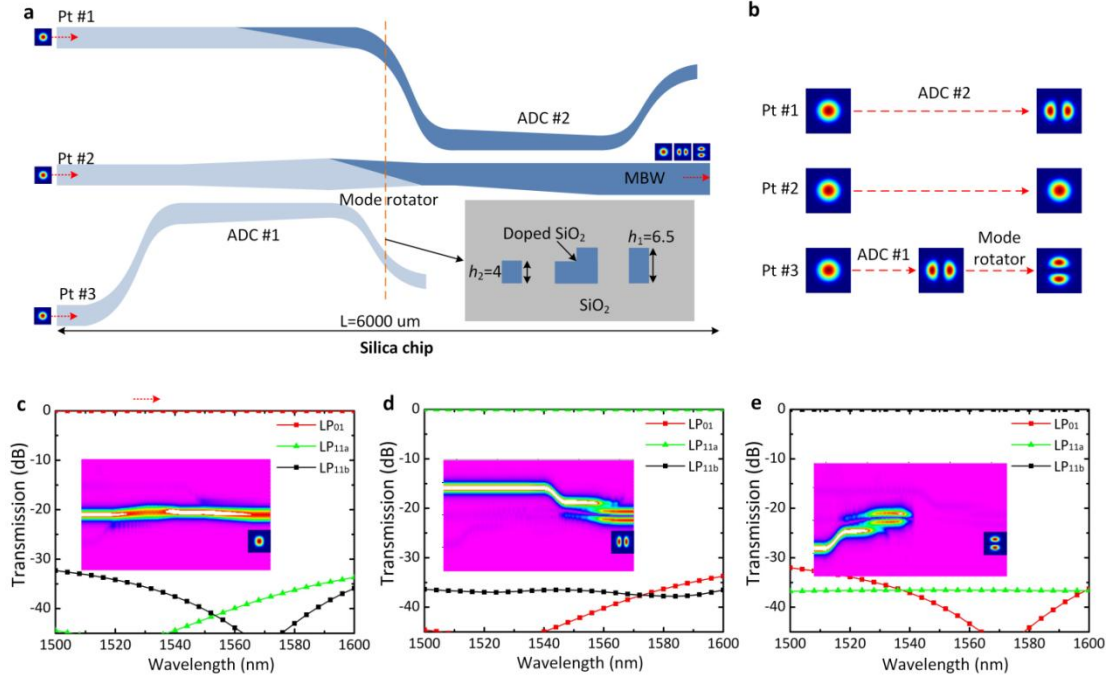 a
Pt #1
ADC #2
Pt #2
MBW
Mode rotator
ADC #1
Doped SiO₂
h₁=6.5
h₂=4
SiO₂
Pt #3
L=6000 um
Silica chip
b
Pt #1
ADC #2
Pt #2
Pt #3
ADC #1
Mode
rotator
c
LP₀₁
LP₁₁ₐ
LP₁₁b
0
-10
-20
-30
-40
Transmission (dB)
1500 1520 1540 1560 1580 1600
Wavelength (nm)
d
LP₀₁
LP₁₁ₐ
LP₁₁b
0
-10
-20
-30
-40
Transmission (dB)
1500 1520 1540 1560 1580 1600
Wavelength (nm)
e
LP₀₁
LP₁₁ₐ
LP₁₁b
0
-10
-20
-30
-40
Transmission (dB)
1500 1520 1540 1560 1580 1600
Wavelength (nm)